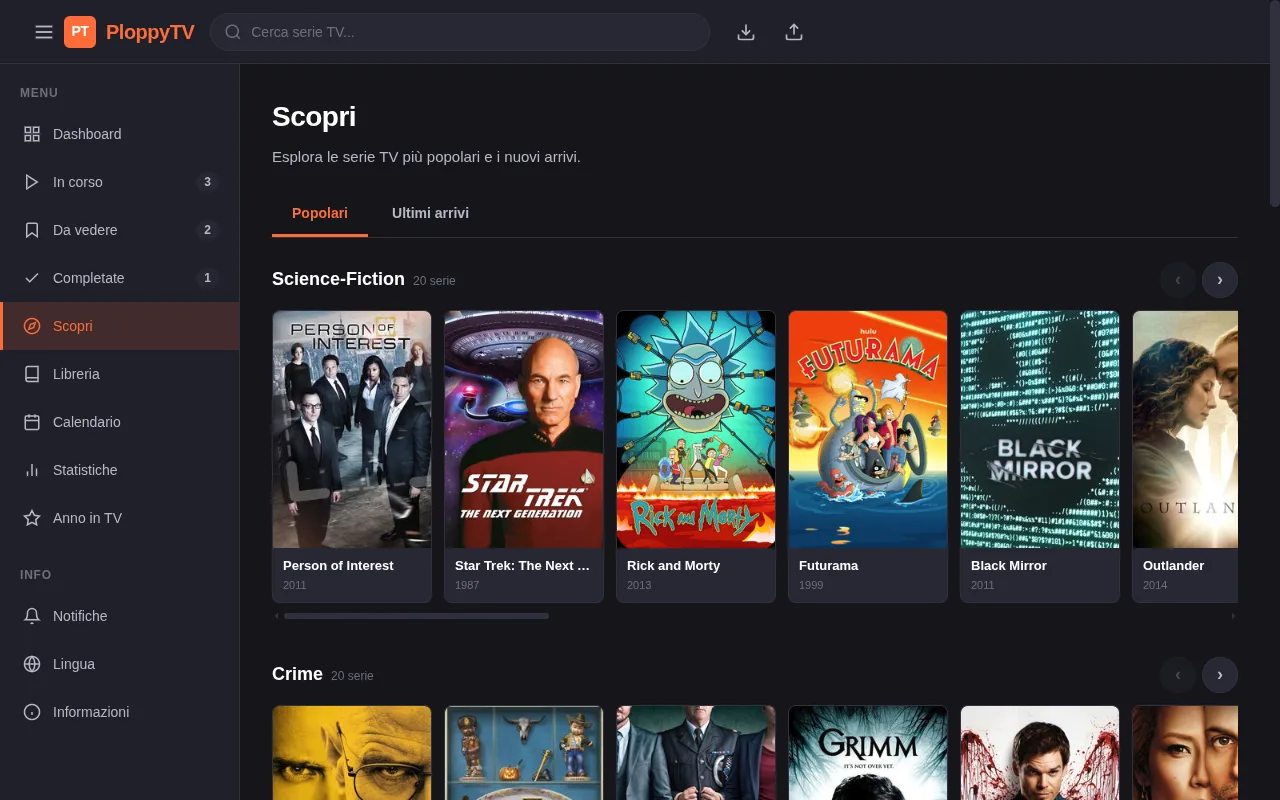 PT PloppyTV
Cerca serie TV...
MENU
Dashboard
In corso 3
Da vedere 2
Completate 1
Scopri
Libreria
Calendario
Statistiche
Anno in TV
INFO
Notifiche
Lingua
Informazioni
Scopri
Esplora le serie TV più popolari e i nuovi arrivi.
Popolari Ultimi arrivi
Science-Fiction 20 serie
PERSON OF
INTEREST
STAR TREK
THE NEXT GENERATION
Rick and Morty
hulu
FUTURAMA
BLACK
MIRROR
OUTLAN
Person of Interest
2011
Star Trek: The Next ...
1987
Rick and Morty
2013
Futurama
1999
Black Mirror
2011
Outlander
2014
Crime 20 serie
GRIMM
IT'S NOT OVER YET.